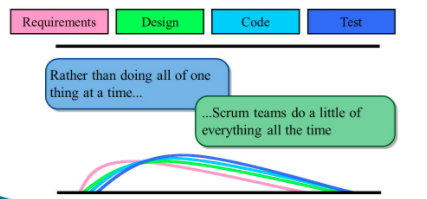 Requirements Design Code Test
Rather than doing all of one
thing at a time...
...Scrum teams do a little of
everything all the time